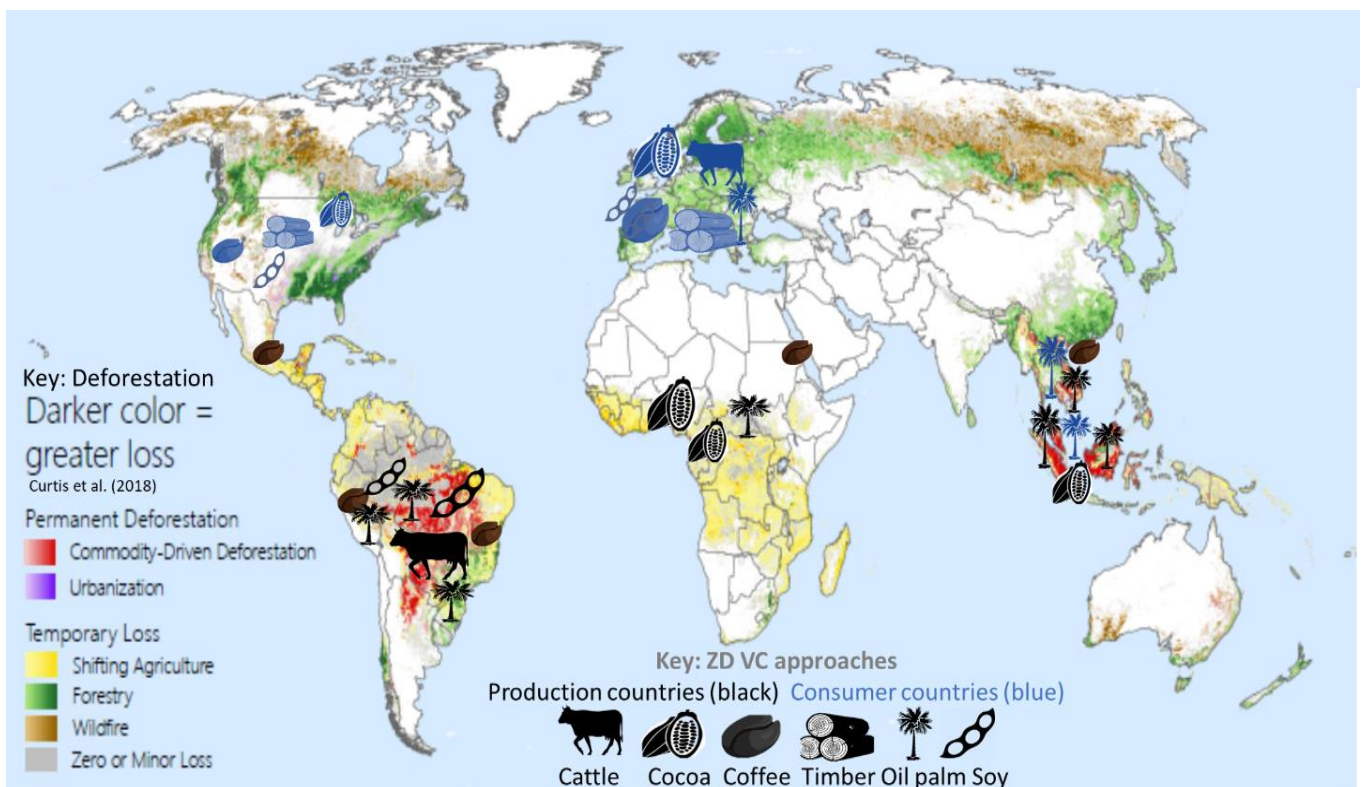 Key: Deforestation
Darker color =
greater loss
Curtis et al. (2018)
Permanent Deforestation
Commodity-Driven Deforestation
Urbanization
Temporary Loss
Shifting Agriculture
Forestry
Wildfire
Zero or Minor Loss
Key: ZD VC approaches
Production countries (black) Consumer countries (blue)
Cattle Cocoa Coffee Timber Oil palm Soy